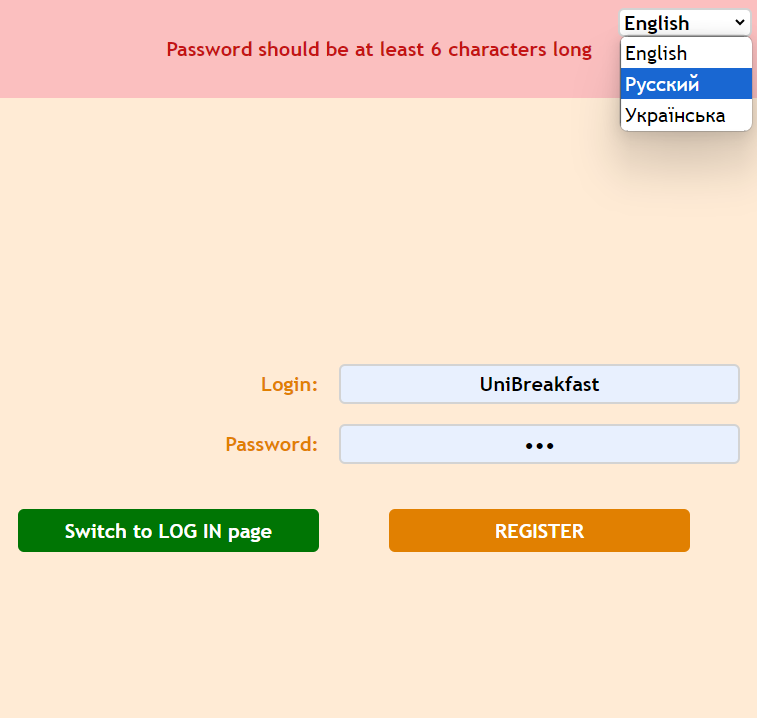 Password should be at least 6 characters long
English
English
Русский
Українська
Login: UniBreakfast
Password: •••
Switch to LOG IN page
REGISTER